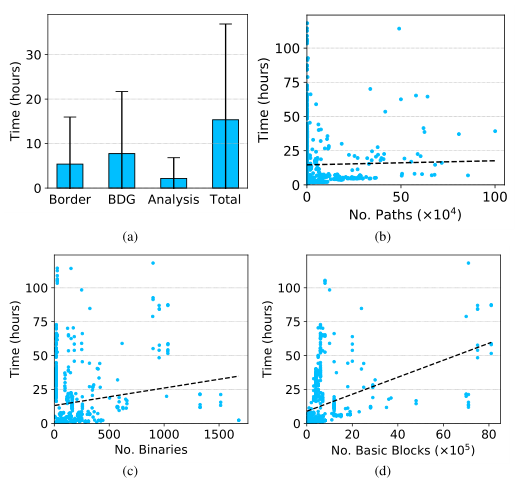 Time (hours)
30
20
10
0
Border BDG Analysis Total
(a)
Time (hours)
100
75
50
25
0
0 50 100
No. Paths (×10⁴)
(b)
Time (hours)
100
75
50
25
0
0 500 1000 1500
No. Binaries
(c)
Time (hours)
100
75
50
25
0
0 20 40 60 80
No. Basic Blocks (×10⁵)
(d)